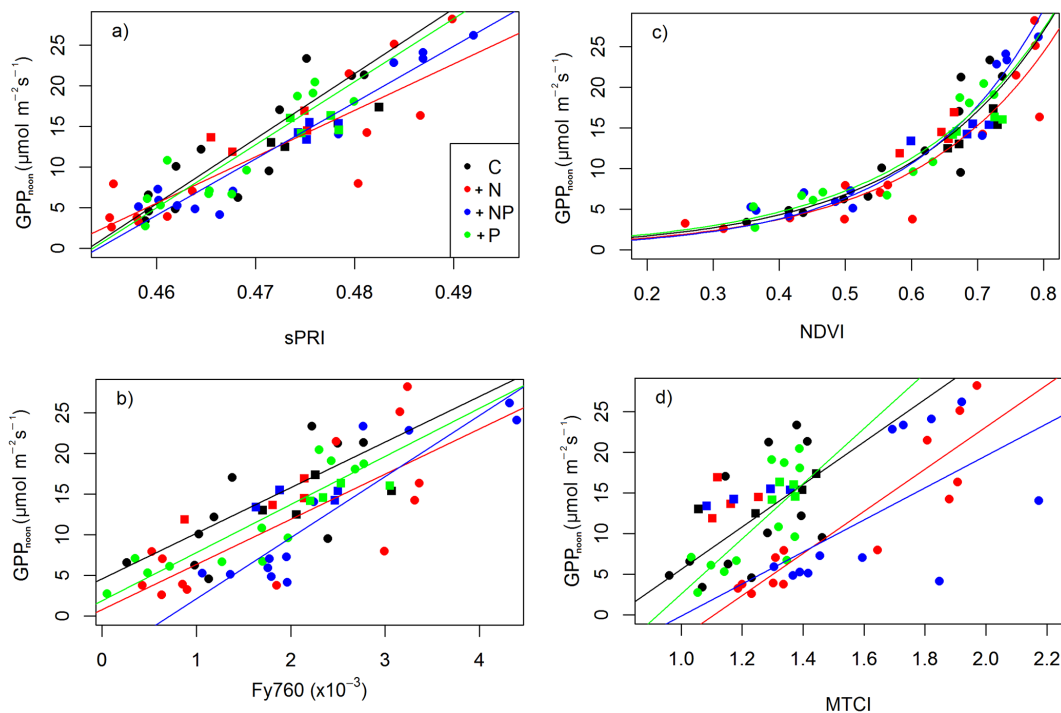 a)
GPPnoon (μmol m⁻²s⁻¹)
0 5 10 15 20 25
0.46 0.47 0.48 0.49
sPRI
C
+ N
+ NP
+ P
c)
GPPnoon (μmol m⁻²s⁻¹)
0 5 10 15 20 25
0.2 0.3 0.4 0.5 0.6 0.7 0.8
NDVI
b)
GPPnoon (μmol m⁻²s⁻¹)
0 5 10 15 20 25
0 1 2 3 4
Fy760 (x10⁻³)
d)
GPPnoon (μmol m⁻²s⁻¹)
0 5 10 15 20 25
1.0 1.2 1.4 1.6 1.8 2.0 2.2
MTCI